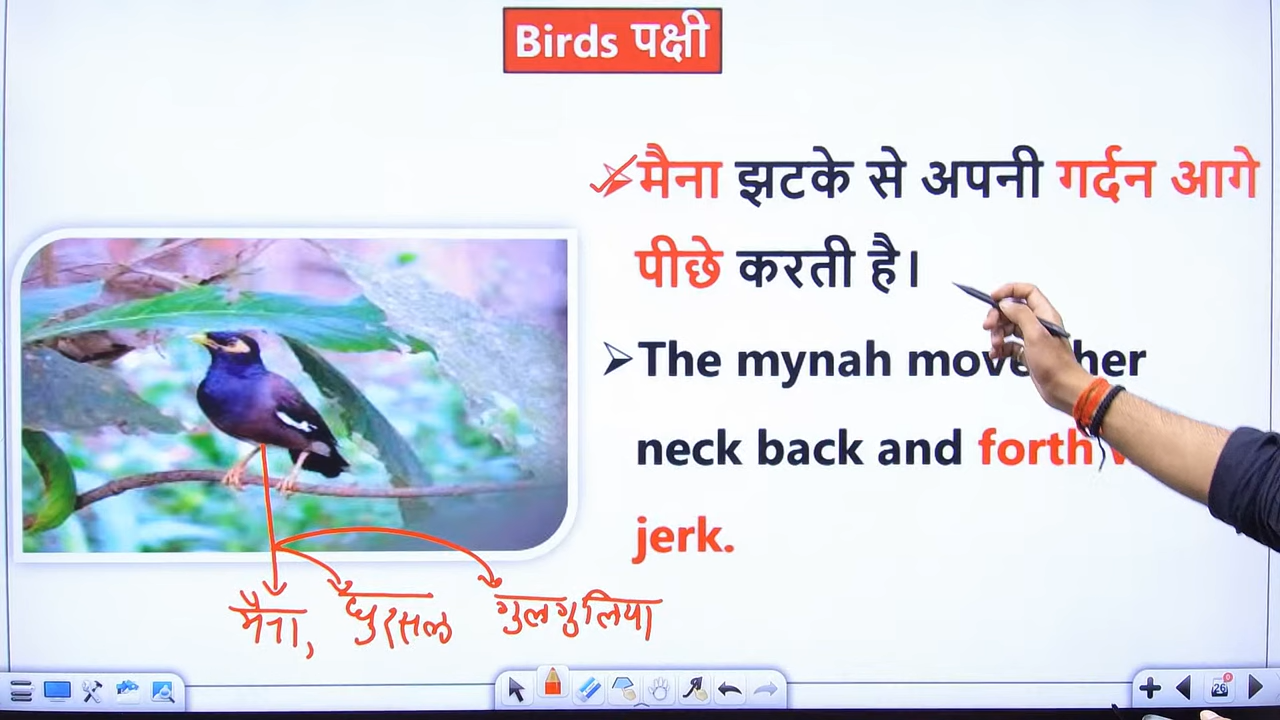 Birds पक्षी
मैना झटके से अपनी गर्दन आगे
पीछे करती है।
The mynah move her
neck back and forth
jerk.
मैना, घुरसल गुलगुलिया
26